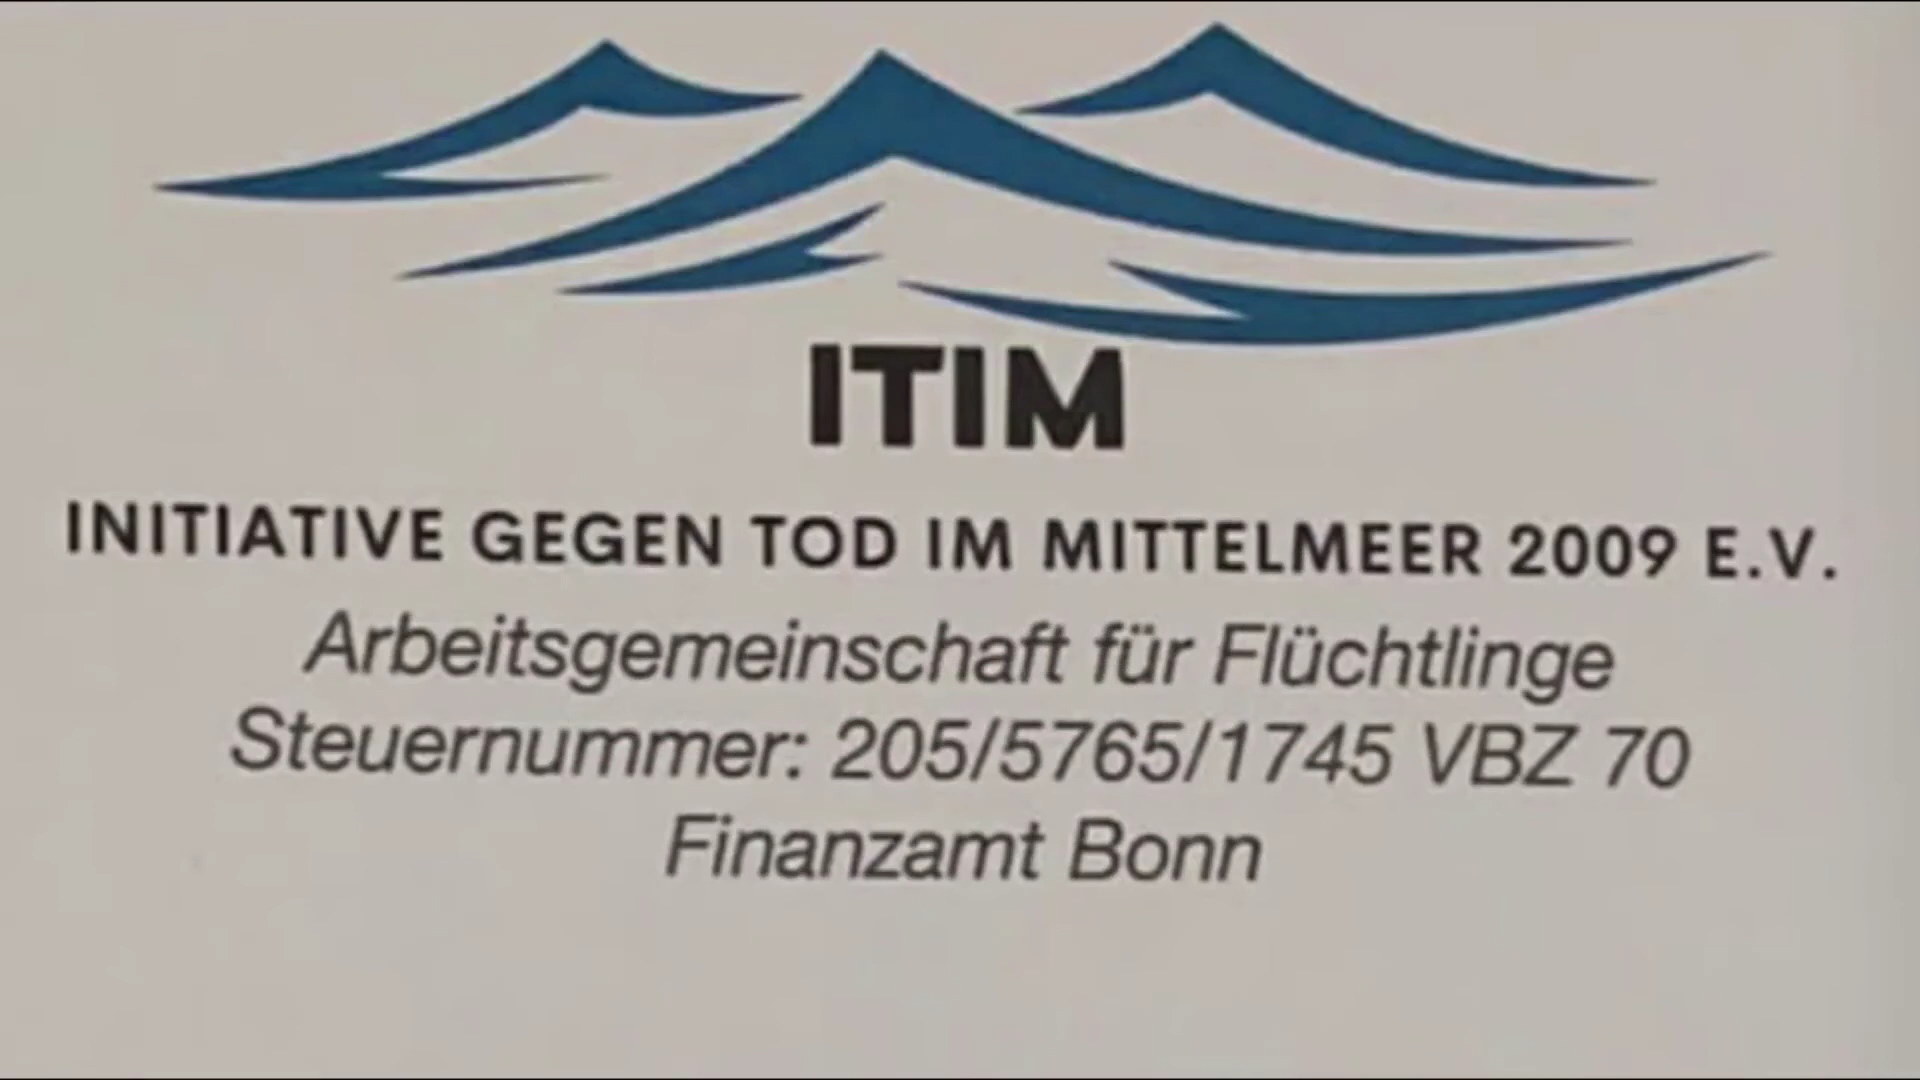 ITIM
INITIATIVE GEGEN TOD IM MITTELMEER 2009 E.V.
Arbeitsgemeinschaft für Flüchtlinge
Steuernummer: 205/5765/1745 VBZ 70
Finanzamt Bonn